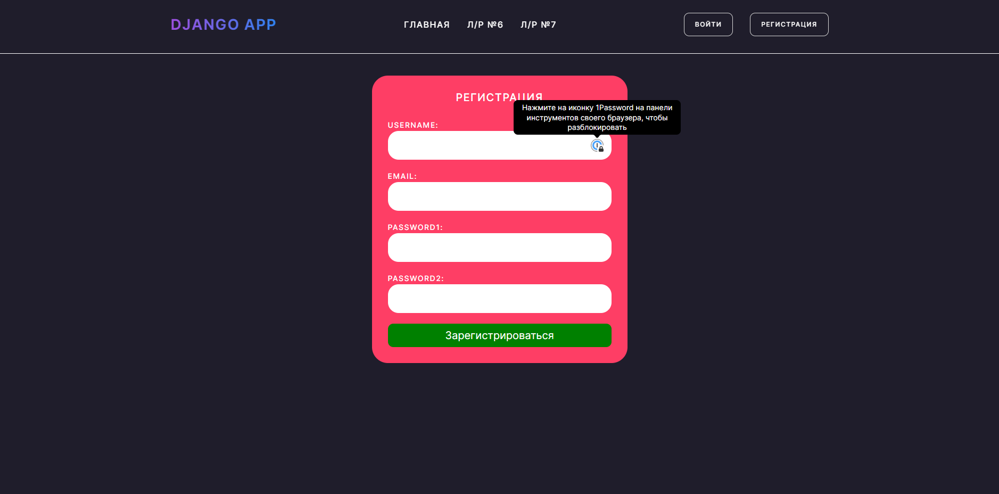 DJANGO APP
ГЛАВНАЯ
Л/Р №6
Л/Р №7
ВОЙТИ
РЕГИСТРАЦИЯ
РЕГИСТРАЦИЯ
Нажмите на иконку 1Password на панели
инструментов своего браузера, чтобы
разблокировать
USERNAME:
EMAIL:
PASSWORD1:
PASSWORD2:
Зарегистрироваться